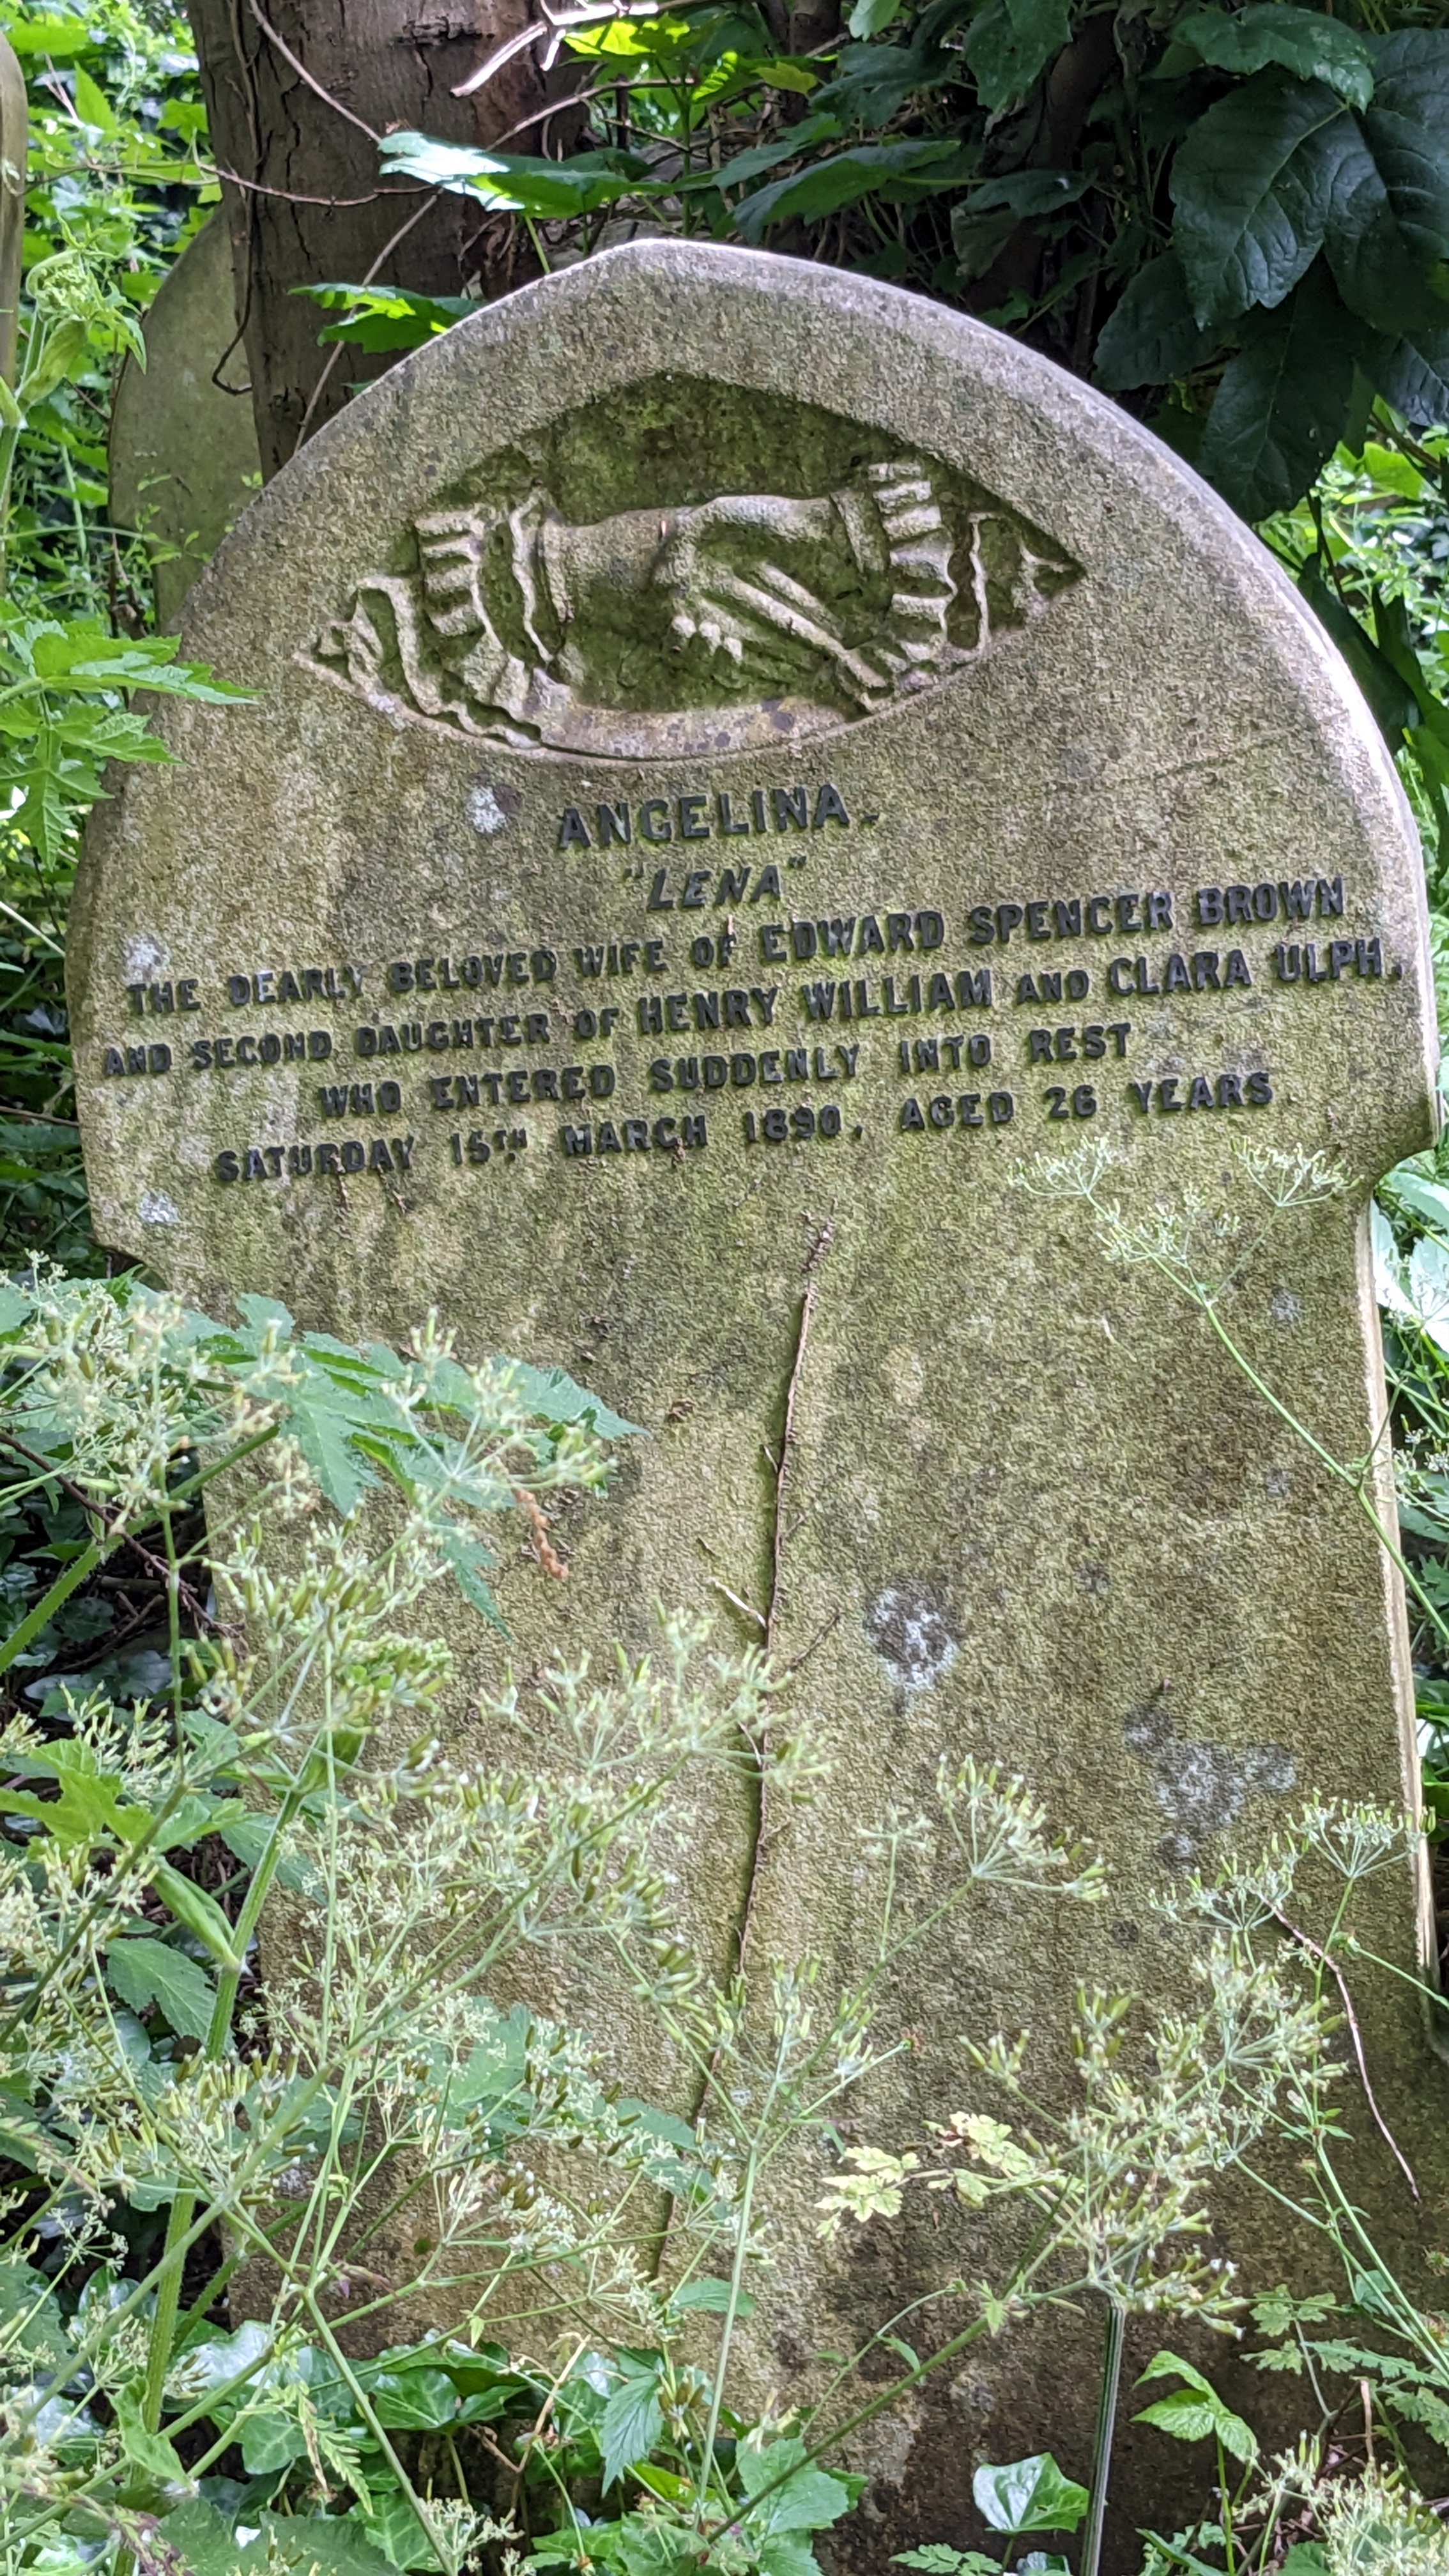 ANGELINA.
"LENA"
THE DEARLY BELOVED WIFE OF EDWARD SPENCER BROWN
AND SECOND DAUGHTER OF HENRY WILLIAM AND CLARA ULPH,
WHO ENTERED SUDDENLY INTO REST
SATURDAY 15TH MARCH 1890, AGED 26 YEARS